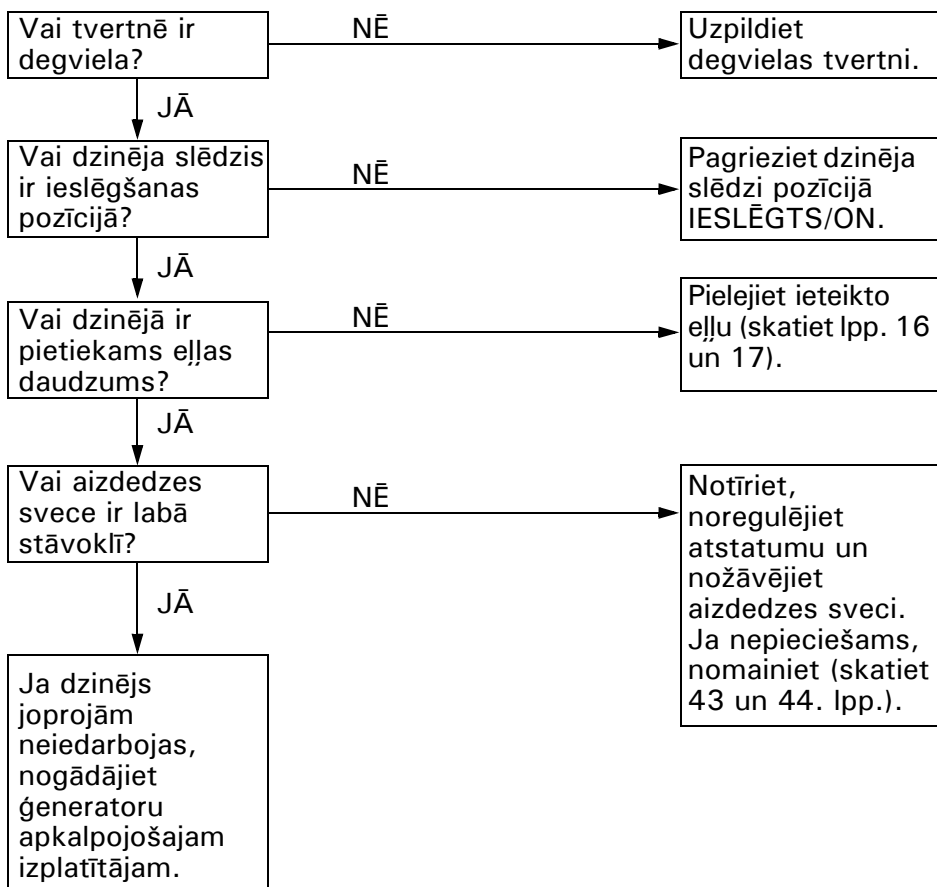 Vai tvertnē ir
degviela?
NĒ
Uzpildiet
degvielas tvertni.
JĀ
Vai dzinēja slēdzis
ir ieslēgšanas
pozīcijā?
NĒ
Pagrieziet dzinēja
slēdzi pozīcijā
IESLĒGTS/ON.
JĀ
Vai dzinējā ir
pietiekams eļļas
daudzums?
NĒ
Pielejiet ieteikto
eļļu (skatiet lpp. 16
un 17).
JĀ
Vai aizdedzes
svece ir labā
stāvoklī?
NĒ
Notīriet,
noregulējiet
atstatumu un
nožāvējiet
aizdedzes sveci.
Ja nepieciešams,
nomainiet (skatiet
43 un 44. lpp.).
JĀ
Ja dzinējs
joprojām
neiedarbojas,
nogādājiet
ģeneratoru
apkalpojošajam
izplatītājam.